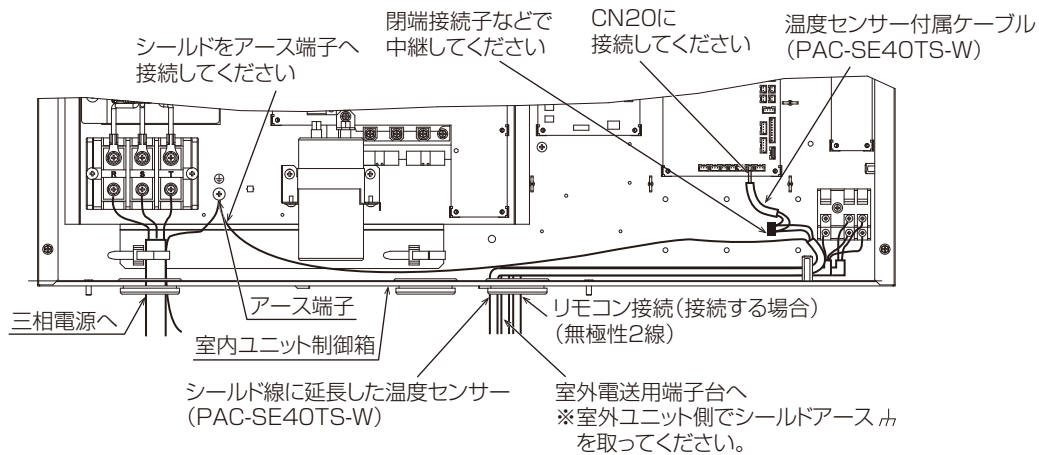 シールドをアース端子へ
接続してください
閉端接続子などで
中継してください
CN20に
接続してください
温度センサー付属ケーブル
(PAC-SE40TS-W)
R S T
三相電源へ
アース端子
室内ユニット制御箱
リモコン接続(接続する場合)
(無極性2線)
シールド線に延長した温度センサー
(PAC-SE40TS-W)
室外電送用端子台へ
※室外ユニット側でシールドアース
を取ってください。